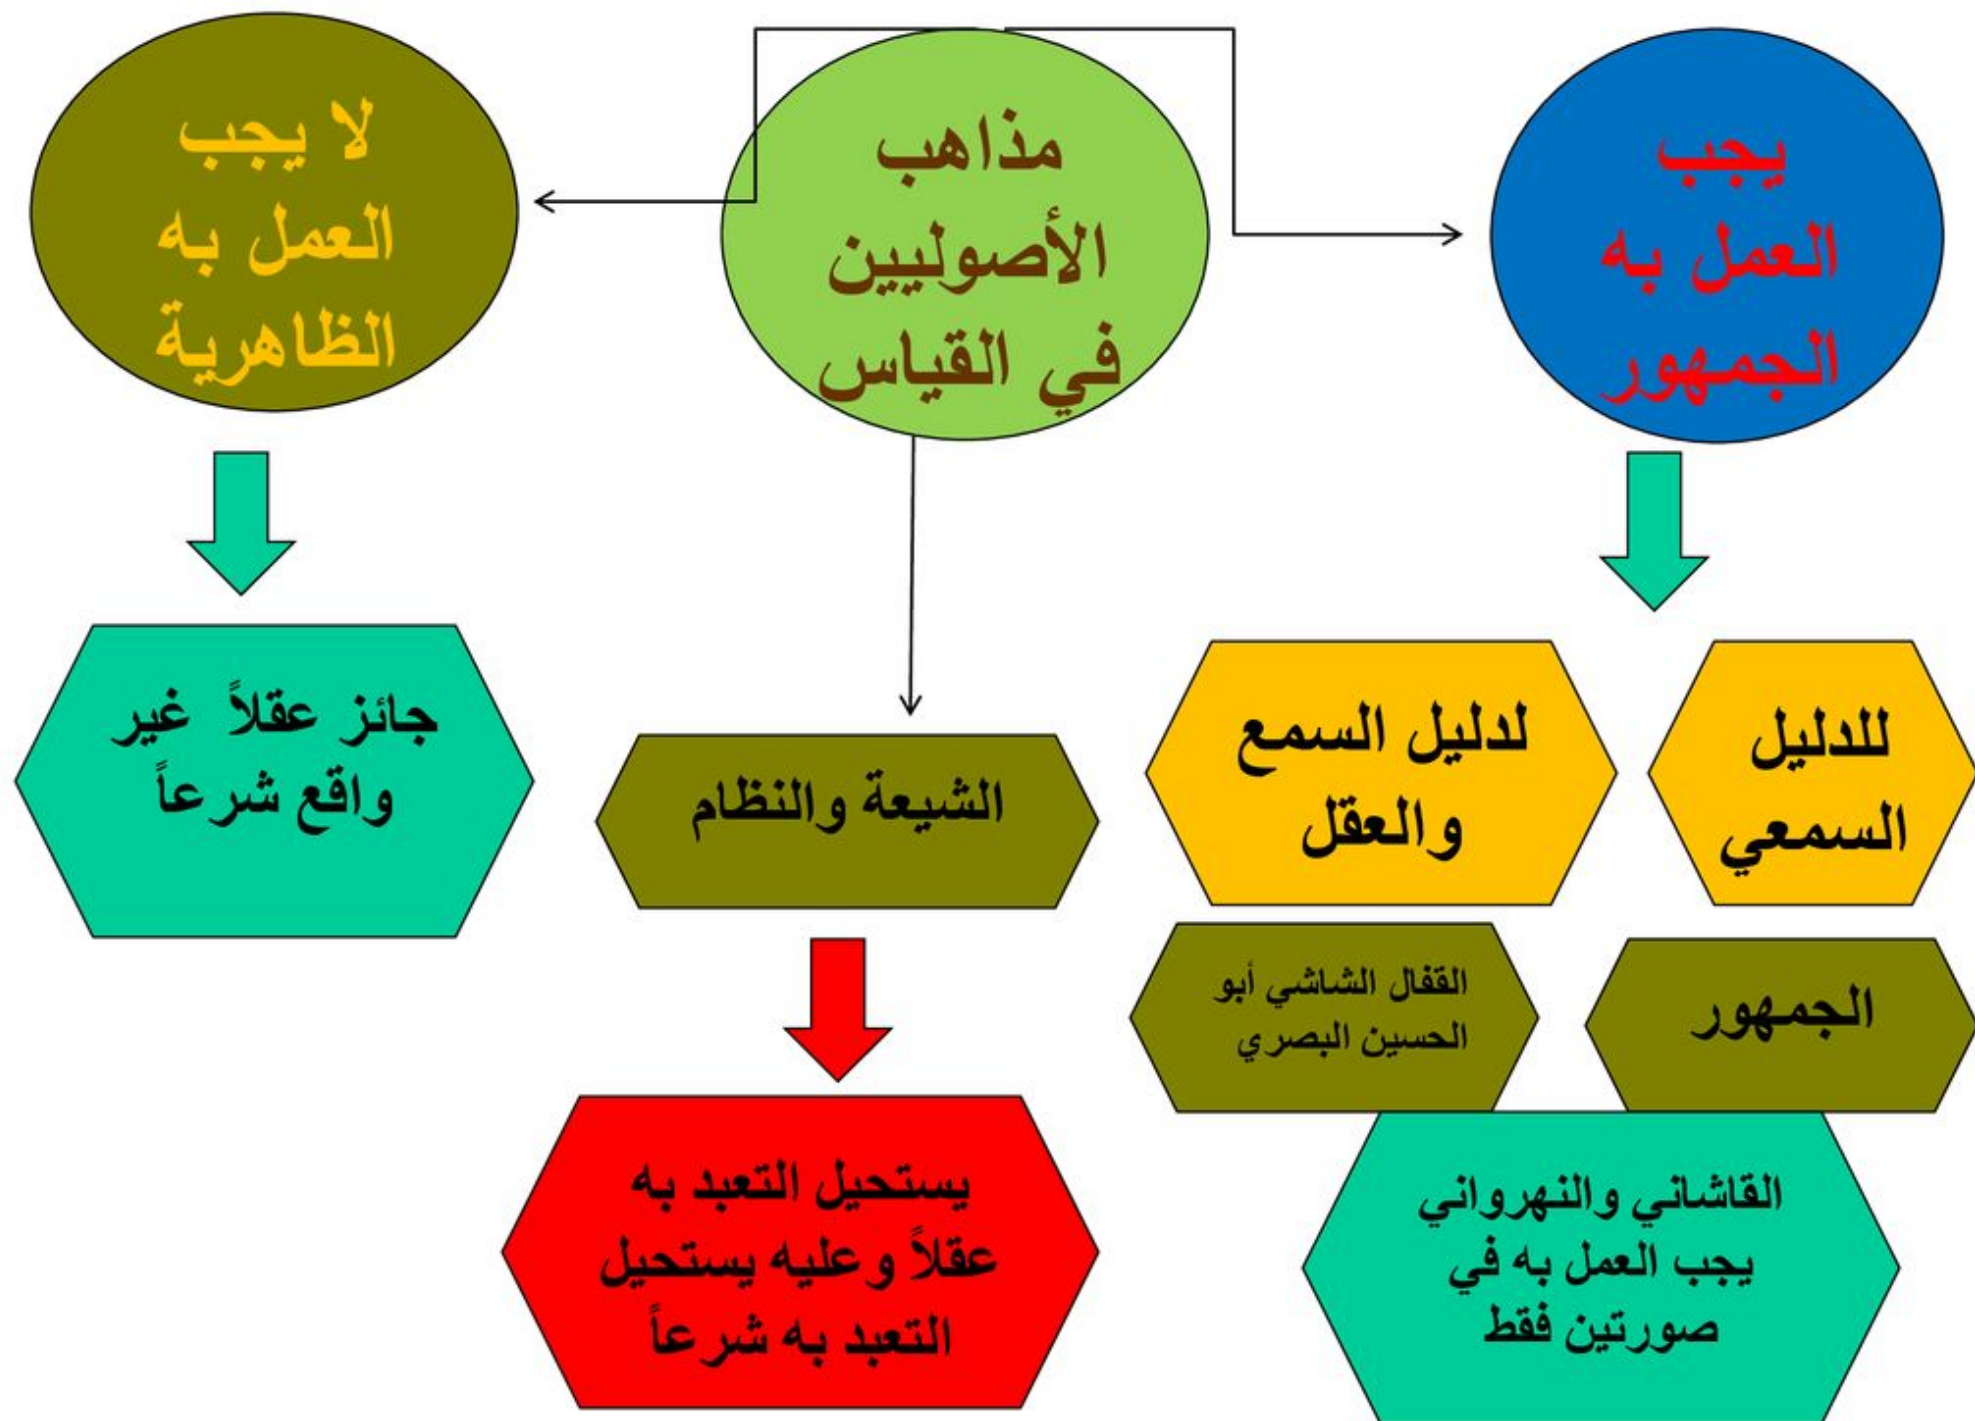 مذاهب
الأصوليين
في القياس
يجب
العمل به
الجمهور
للدليل
السمعي
لدليل السمع
والعقل
الجمهور
القفال الشاشي أبو
الحسين البصري
القاشاني والنهرواني
يجب العمل به في
صورتين فقط
الشيعة والنظام
يستحيل التعبد به
عقلاً وعليه يستحيل
التعبد به شرعاً
لا يجب
العمل به
الظاهرية
جائز عقلاً غير
واقع شرعاً